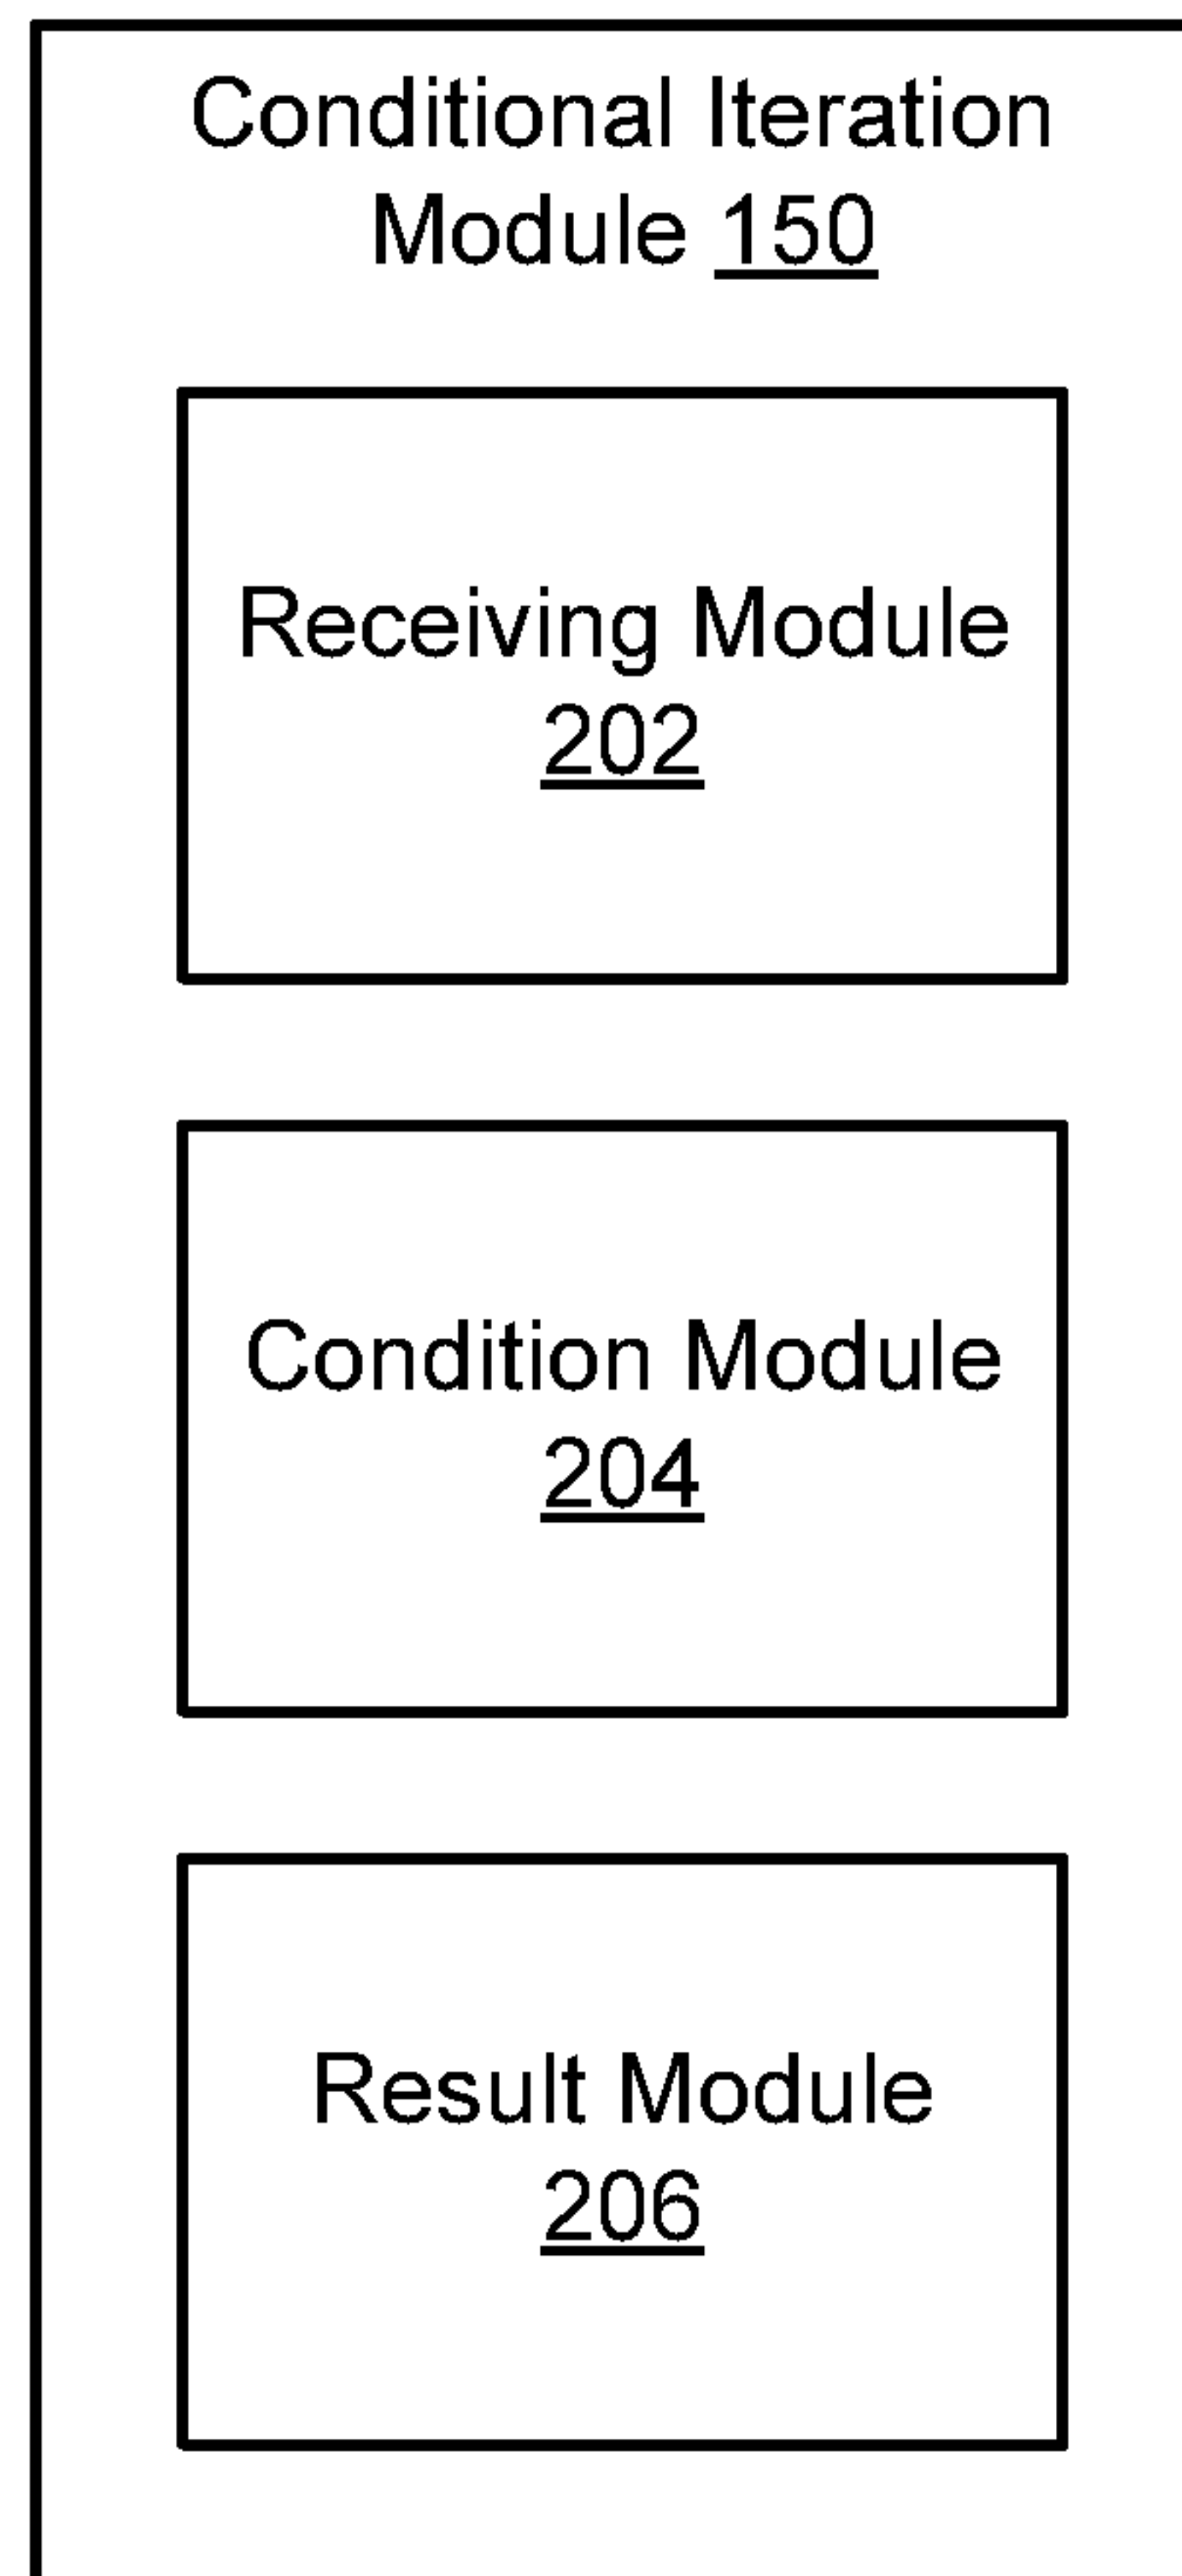 Conditional Iteration
Module 150
Receiving Module
202
Condition Module
204
Result Module
206